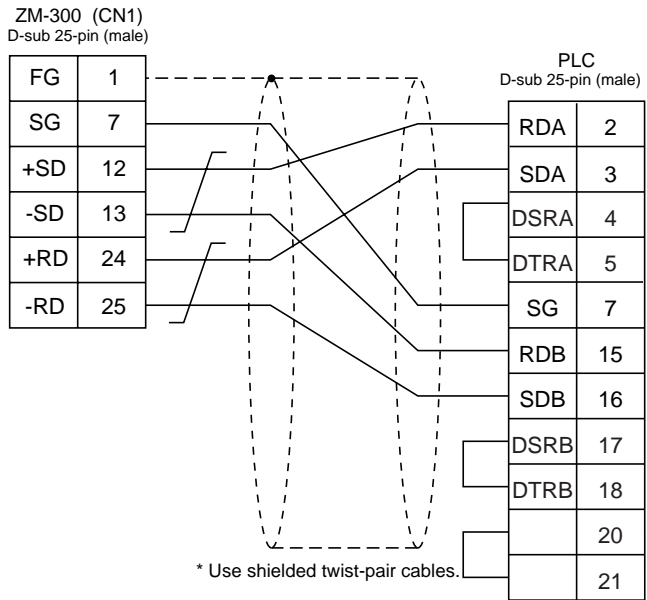 ZM-300 (CN1)
D-sub 25-pin (male)
FG 1
SG 7
+SD 12
-SD 13
+RD 24
-RD 25
PLC
D-sub 25-pin (male)
RDA 2
SDA 3
DSRA 4
DTRA 5
SG 7
RDB 15
SDB 16
DSRB 17
DTRB 18
20
21
* Use shielded twist-pair cables.